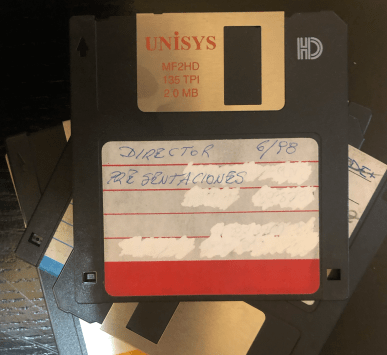 UNiSYS
HD
MF2HD
135 TPI
2.0 MB
DIRECTOR 6/98
PRESENTACIONES